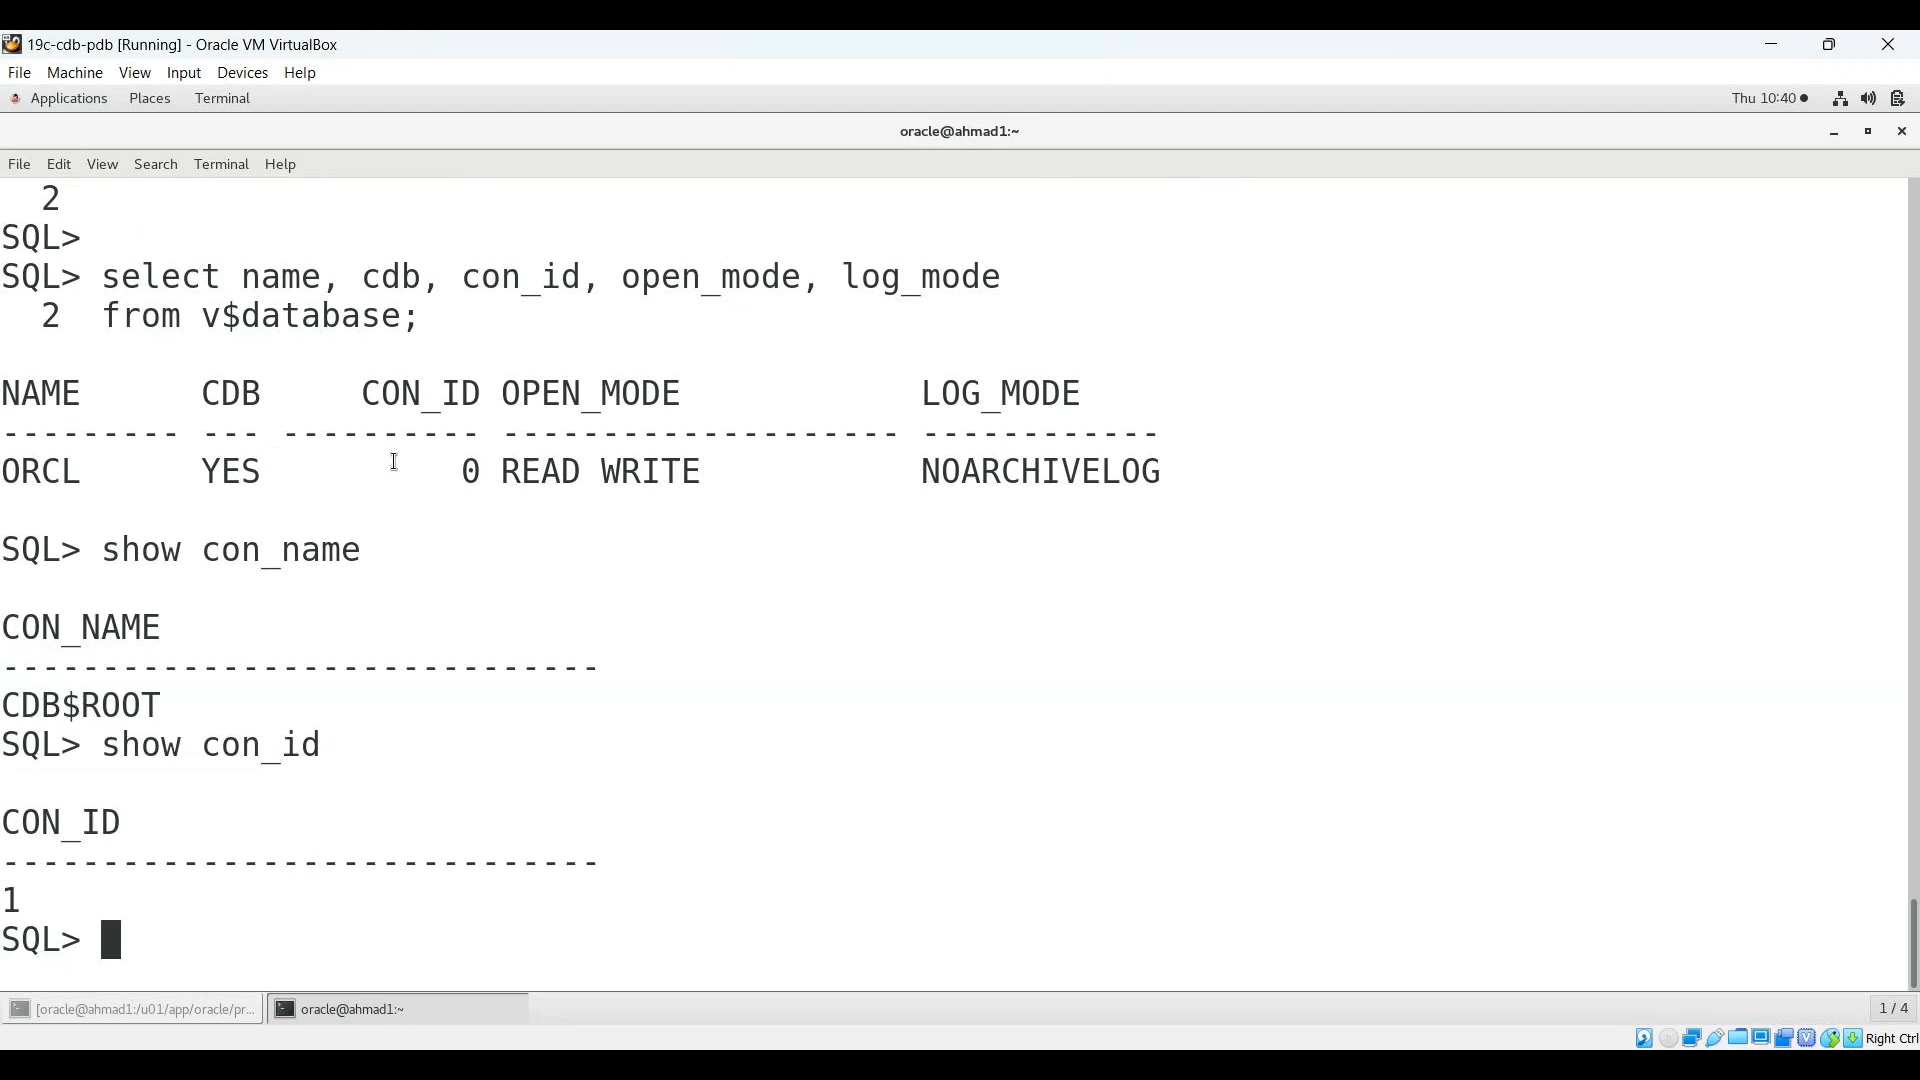 19c-cdb-pdb [Running] - Oracle VM VirtualBox
File Machine View Input Devices Help
Applications Places Terminal Thu 10:40
oracle@ahmad1:~
File Edit View Search Terminal Help
2
SQL>
SQL> select name, cdb, con_id, open_mode, log_mode
2 from v$database;
NAME CDB CON_ID OPEN_MODE LOG_MODE
--------- --- ---------- -------------------- ------------
ORCL YES 0 READ WRITE NOARCHIVELOG
SQL> show con_name
CON_NAME
------------------------------
CDB$ROOT
SQL> show con_id
CON_ID
------------------------------
1
SQL>
[oracle@ahmad1:/u01/app/oracle/pr... oracle@ahmad1:~ 1 / 4
Right Ctrl